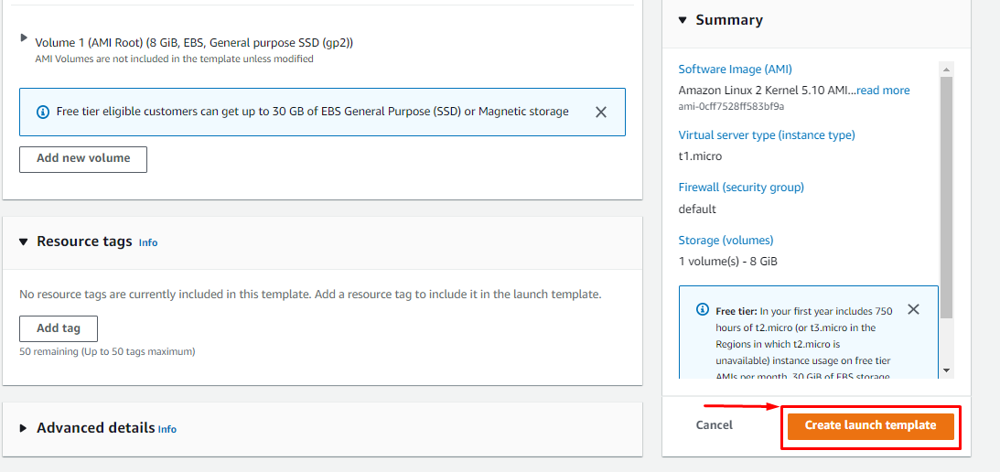 Volume 1 (AMI Root) (8 GiB, EBS, General purpose SSD (gp2))
AMI Volumes are not included in the template unless modified
Free tier eligible customers can get up to 30 GB of EBS General Purpose (SSD) or Magnetic storage
Add new volume
Resource tags Info
No resource tags are currently included in this template. Add a resource tag to include it in the launch template.
Add tag
50 remaining (Up to 50 tags maximum)
Advanced details Info
Summary
Software Image (AMI)
Amazon Linux 2 Kernel 5.10 AMI...read more
ami-0cff7528ff583bf9a
Virtual server type (instance type)
t1.micro
Firewall (security group)
default
Storage (volumes)
1 volume(s) - 8 GiB
Free tier: In your first year includes 750
hours of t2.micro (or t3.micro in the
Regions in which t2.micro is
unavailable) instance usage on free tier
AMIs per month, 30 GiB of EBS storage
Cancel
Create launch template